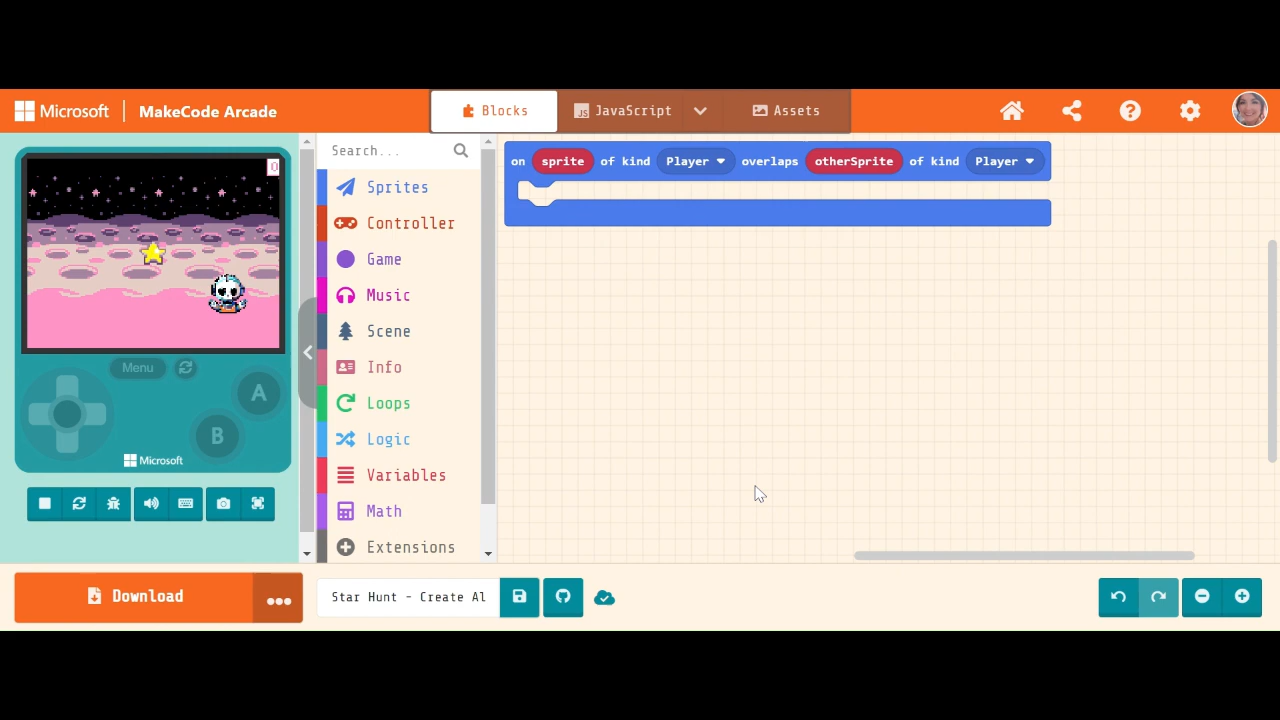 Microsoft MakeCode Arcade Blocks JavaScript Assets
0
Menu
A
B
Microsoft
Search...
Sprites
Controller
Game
Music
Scene
Info
Loops
Logic
Variables
Math
Extensions
on sprite of kind Player overlaps otherSprite of kind Player
Download
Star Hunt - Create Al